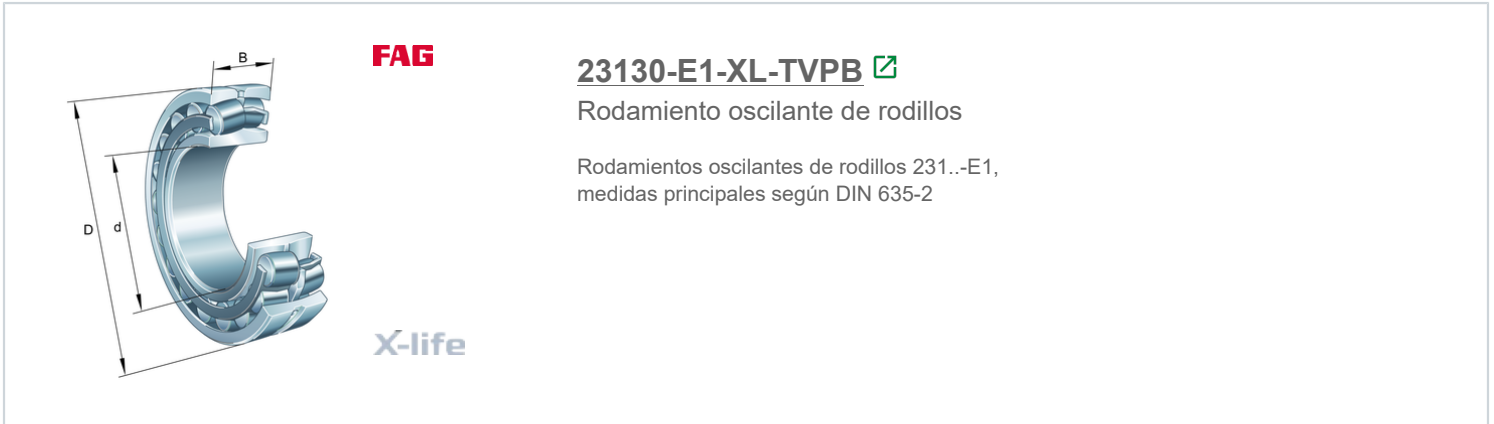 B
D
d
FAG
X-life
23130-E1-XL-TVPB
Rodamiento oscilante de rodillos
Rodamientos oscilantes de rodillos 231..-E1,
medidas principales según DIN 635-2